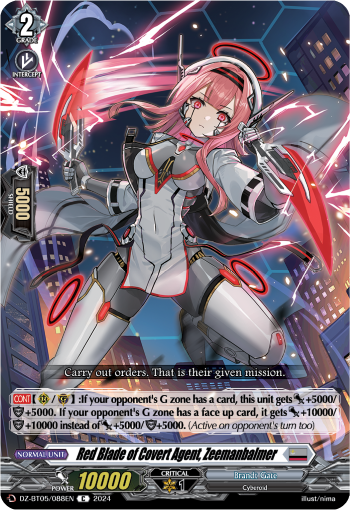 2
GRADE
INTERCEPT
5000
SHIELD
Carry out orders. That is their given mission.
CONT [ / ] :If your opponent's G zone has a card, this unit gets +5000/
+5000. If your opponent's G zone has a face up card, it gets +10000/
+10000 instead of +5000/ +5000. (Active on opponent's turn too)
NORMAL UNIT
Red Blade of Covert Agent, Zeemanbalmer
POWER 10000
CRITICAL
1
Brandt Gate
Cyberoid
DZ-BT05/088EN C 2024
illust/nima